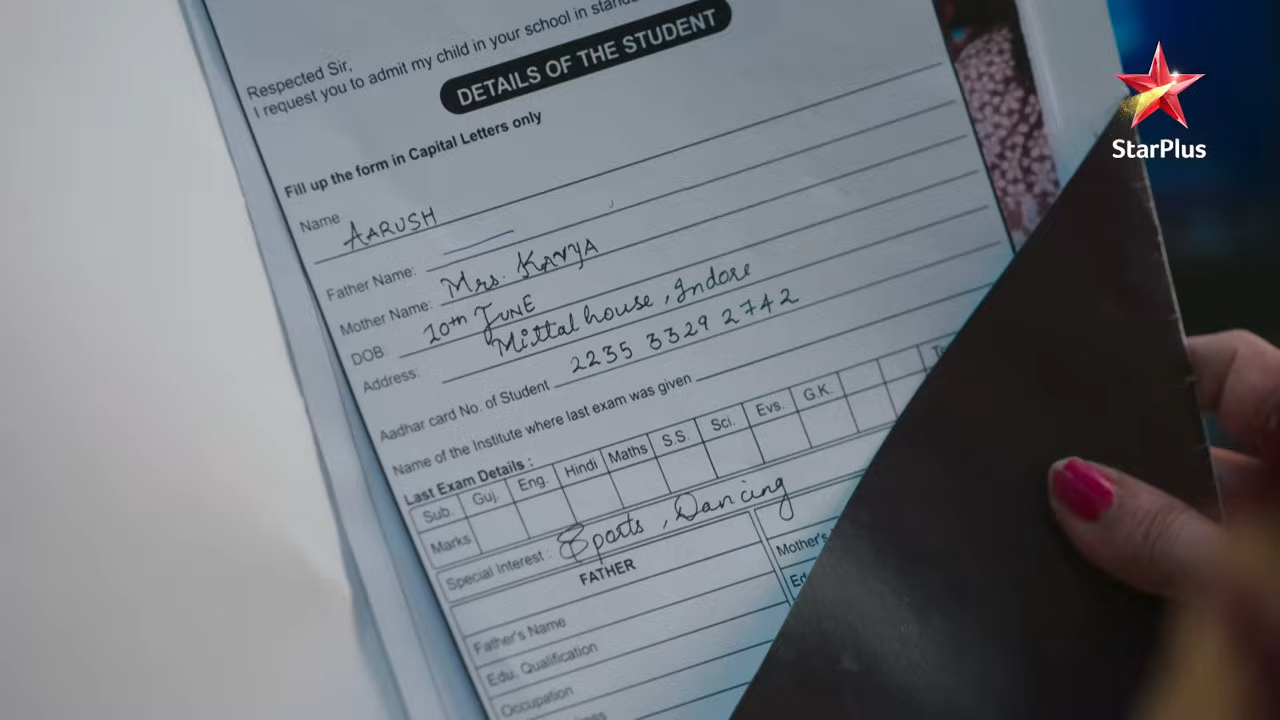 Respected Sir,
I request you to admit my child in your school in
DETAILS OF THE STUDENT
Fill up the form in Capital Letters only
Name AARUSH
Father Name:
Mother Name: Mrs. KAVYA
DOB 20th JUNE
Address: Mittal house, Indore
Aadhar card No. of Student 2235 3329 2742
Name of the Institute where last exam was given
Last Exam Details :
Sub. Guj. Eng. Hindi Maths S.S. Sci. Evs. G.K.
Marks
Special Interest : Sports, Dancing
FATHER
Father's Name
Mother's
Edu. Qualification
Occupation
StarPlus